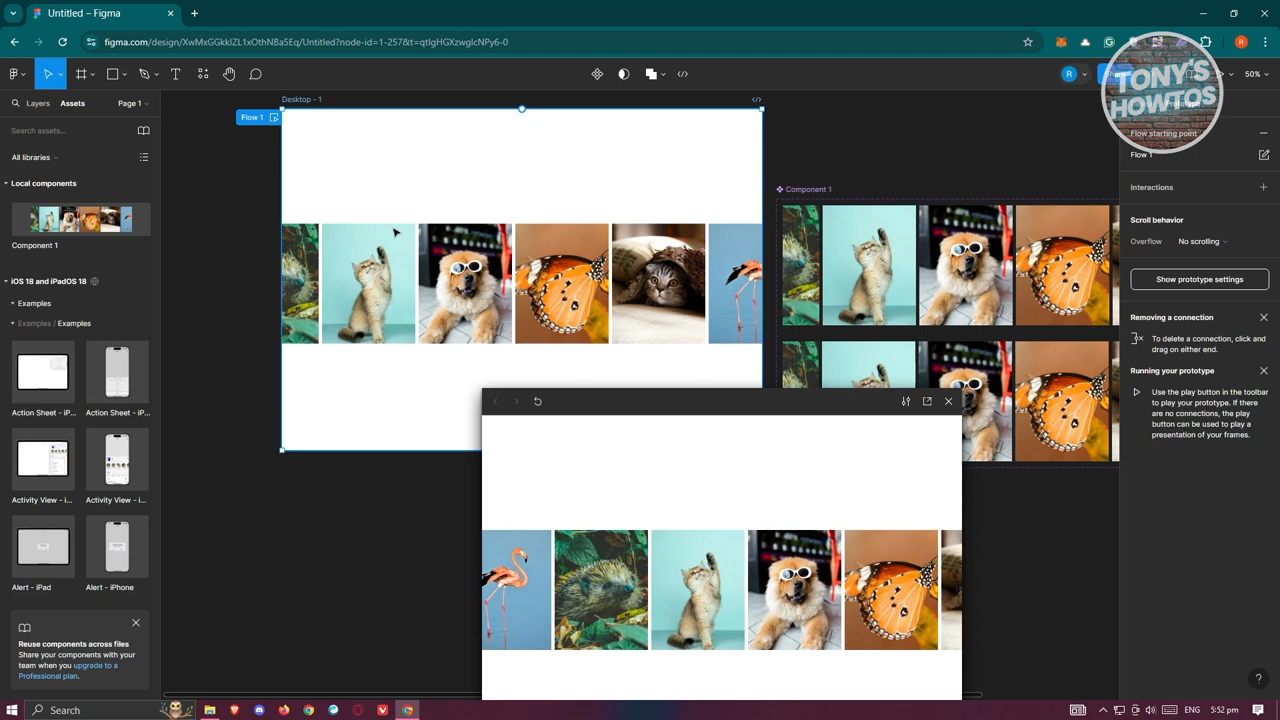 Untitled – Figma
figma.com/design/XwMxGGkkIZL1xOthNBa5Eq/Untitled?node-id=1-257&t=qtIgHGXzwglcNPy6-0
R
R
Share
50%
TONY'S
HOWTOS
Layers
Assets
Page 1
Desktop - 1
Prototype
Flow 1
Search assets...
Flow starting point
Flow 1
All libraries
Local components
Component 1
Interactions
Scroll behavior
Overflow
No scrolling
Component 1
iOS 18 and iPadOS 18
Show prototype settings
Examples
Examples / Examples
Removing a connection
To delete a connection, click and
drag on either end.
Running your prototype
Use the play button in the toolbar
to play your prototype. If there
are no connections, the play
button can be used to play a
presentation of your frames.
Action Sheet - iP...
Action Sheet - iP...
Activity View - i...
Activity View - i...
Alert - iPad
Alert - iPhone
Reuse components across files
Share your components with your
team when you upgrade to a
Professional plan.
?
Search
ENG
5:52 pm